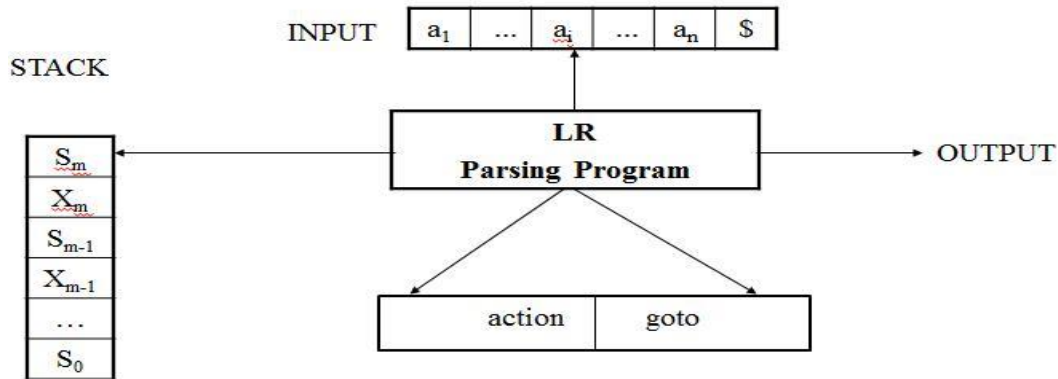 INPUT a₁ ... aᵢ ... aₙ $
STACK
LR
Parsing Program
OUTPUT
Sₘ
Xₘ
Sₘ₋₁
Xₘ₋₁
...
S₀
action goto